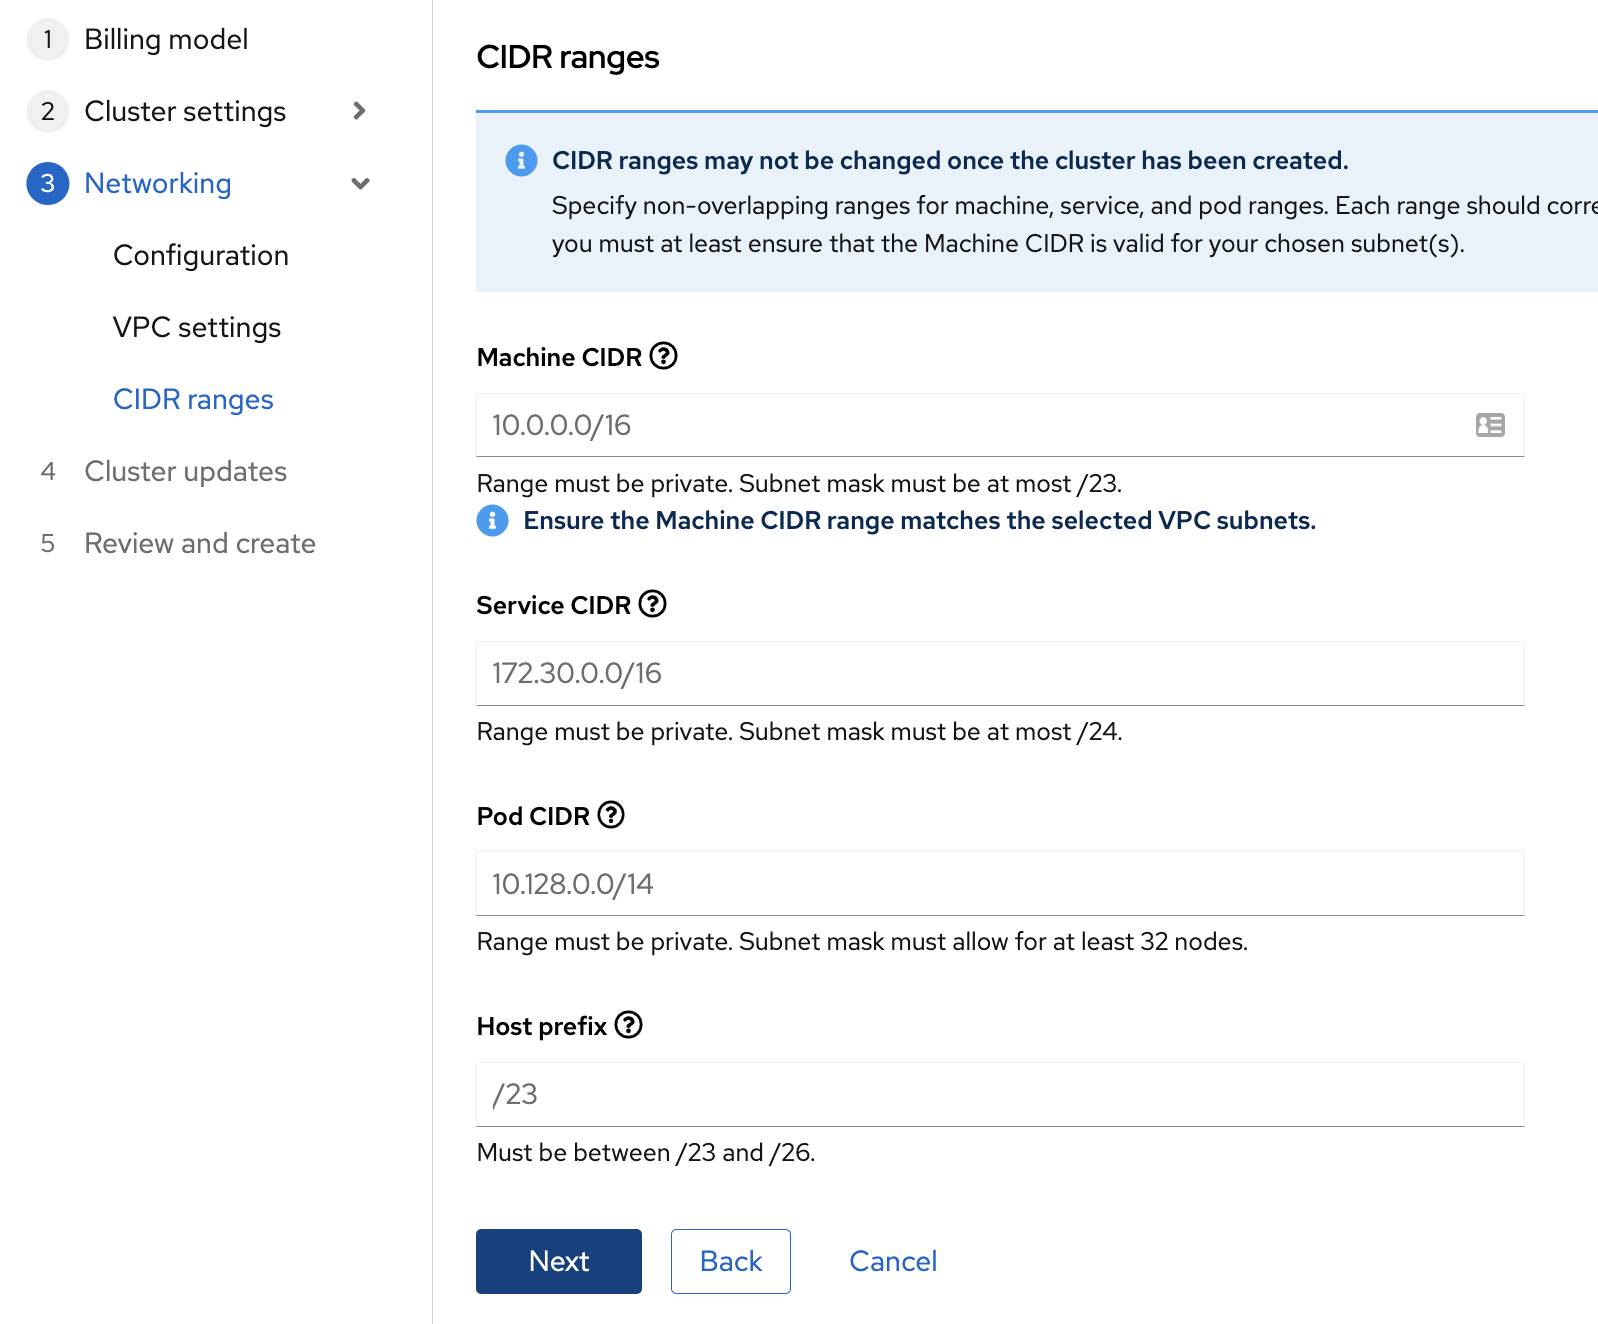 1 Billing model
2 Cluster settings
3 Networking
Configuration
VPC settings
CIDR ranges
4 Cluster updates
5 Review and create
CIDR ranges
CIDR ranges may not be changed once the cluster has been created.
Specify non-overlapping ranges for machine, service, and pod ranges. Each range should corre
you must at least ensure that the Machine CIDR is valid for your chosen subnet(s).
Machine CIDR
10.0.0.0/16
Range must be private. Subnet mask must be at most /23.
Ensure the Machine CIDR range matches the selected VPC subnets.
Service CIDR
172.30.0.0/16
Range must be private. Subnet mask must be at most /24.
Pod CIDR
10.128.0.0/14
Range must be private. Subnet mask must allow for at least 32 nodes.
Host prefix
/23
Must be between /23 and /26.
Next Back Cancel